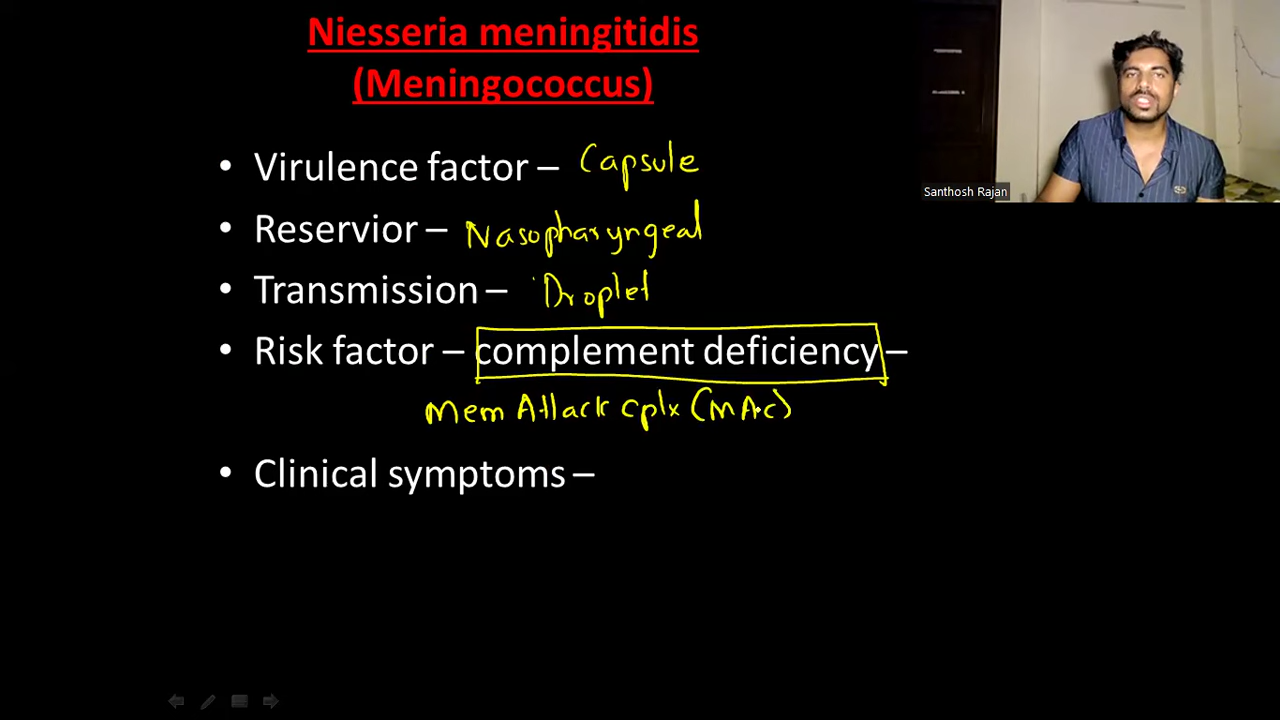 Niesseria meningitidis
(Meningococcus)
• Virulence factor – Capsule
• Reservior – Nasopharyngeal
• Transmission – Droplet
• Risk factor – complement deficiency –
Mem Attack cplx (MAC)
• Clinical symptoms –
Santhosh Rajan